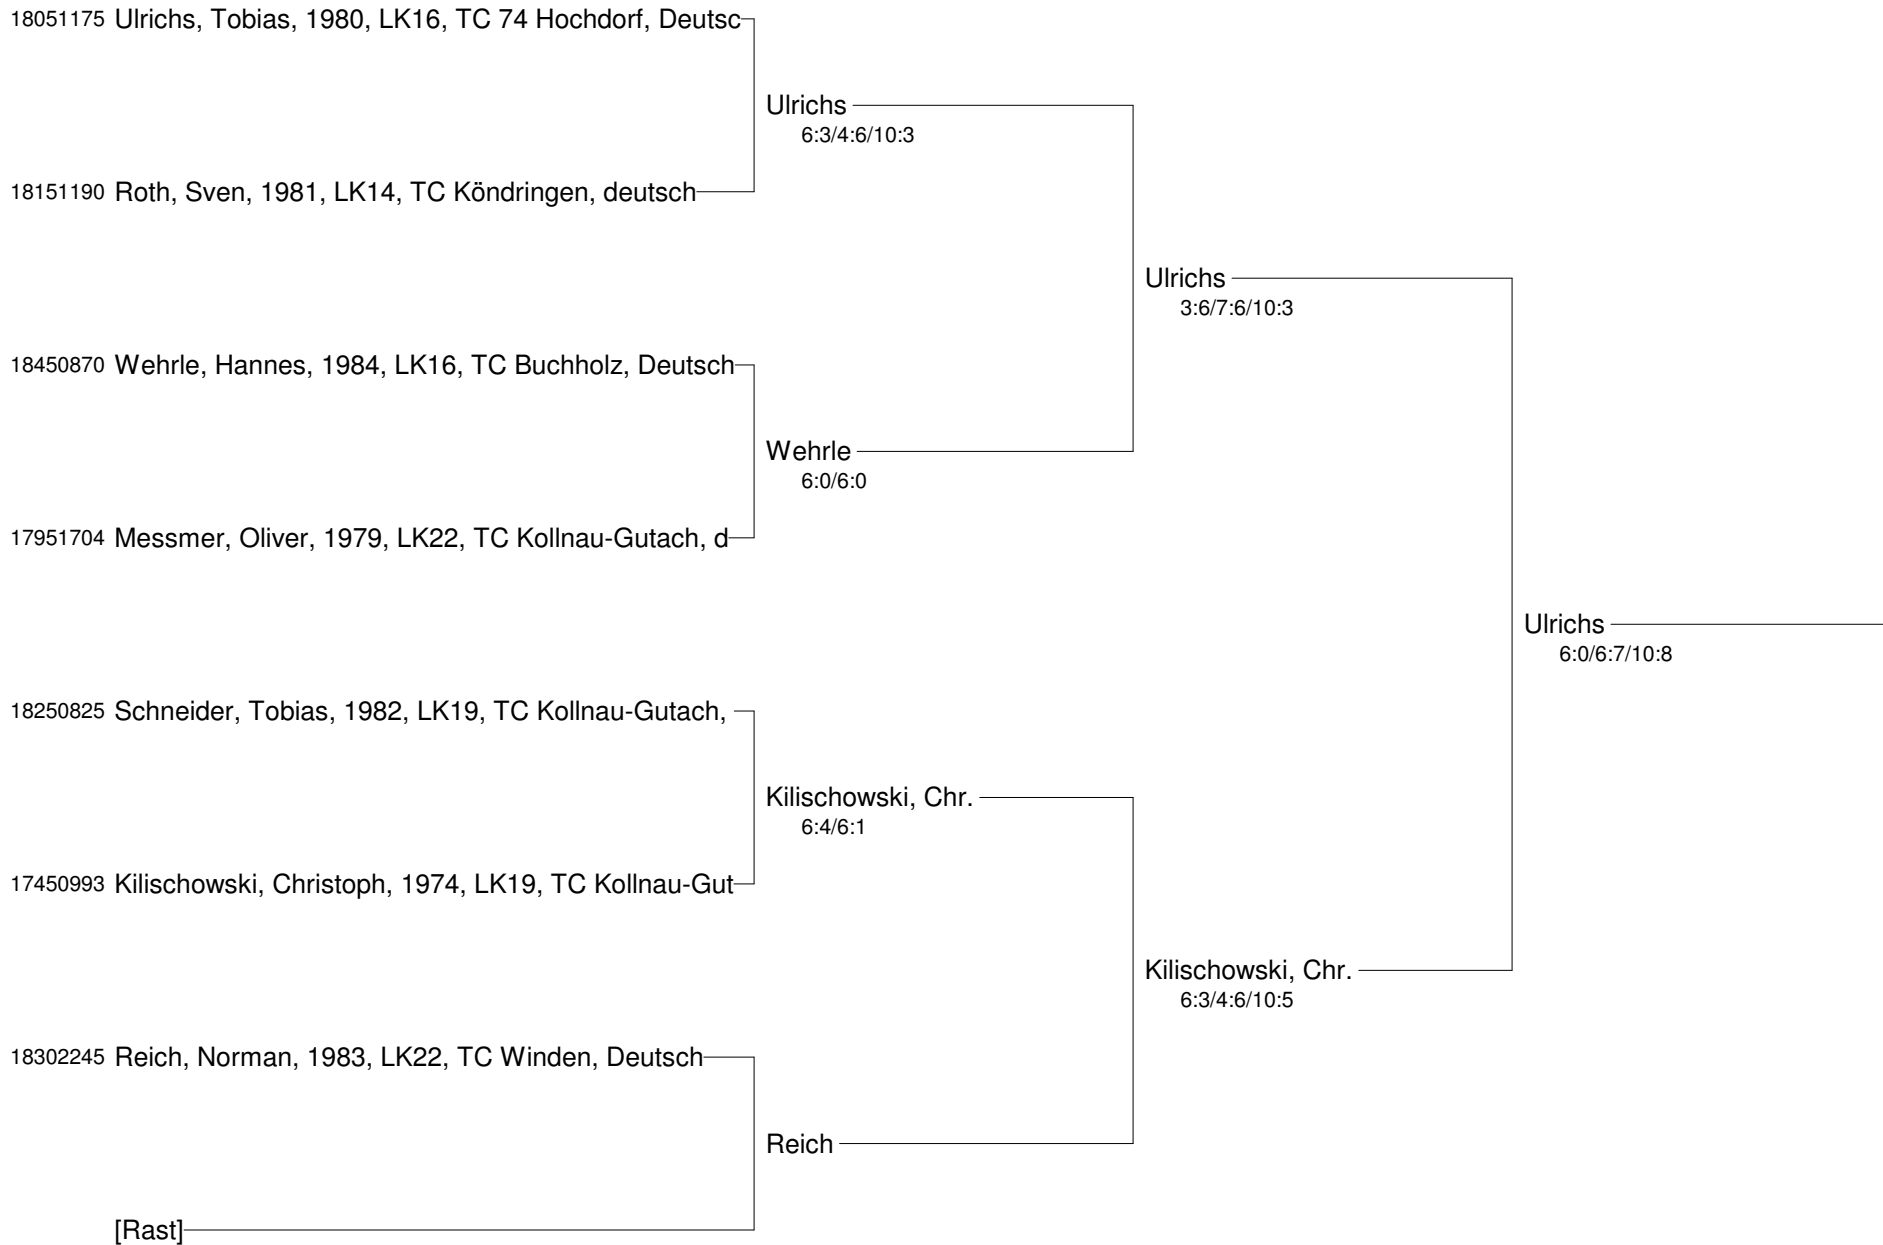 18051175 Ulrichs, Tobias, 1980, LK16, TC 74 Hochdorf, Deutsc
Ulrichs
6:3/4:6/10:3
18151190 Roth, Sven, 1981, LK14, TC Köndringen, deutsch
Ulrichs
3:6/7:6/10:3
18450870 Wehrle, Hannes, 1984, LK16, TC Buchholz, Deutsch
Wehrle
6:0/6:0
17951704 Messmer, Oliver, 1979, LK22, TC Kollnau-Gutach, d
Ulrichs
6:0/6:7/10:8
18250825 Schneider, Tobias, 1982, LK19, TC Kollnau-Gutach,
Kilischowski, Chr.
6:4/6:1
17450993 Kilischowski, Christoph, 1974, LK19, TC Kollnau-Gut
Kilischowski, Chr.
6:3/4:6/10:5
18302245 Reich, Norman, 1983, LK22, TC Winden, Deutsch
Reich
[Rast]